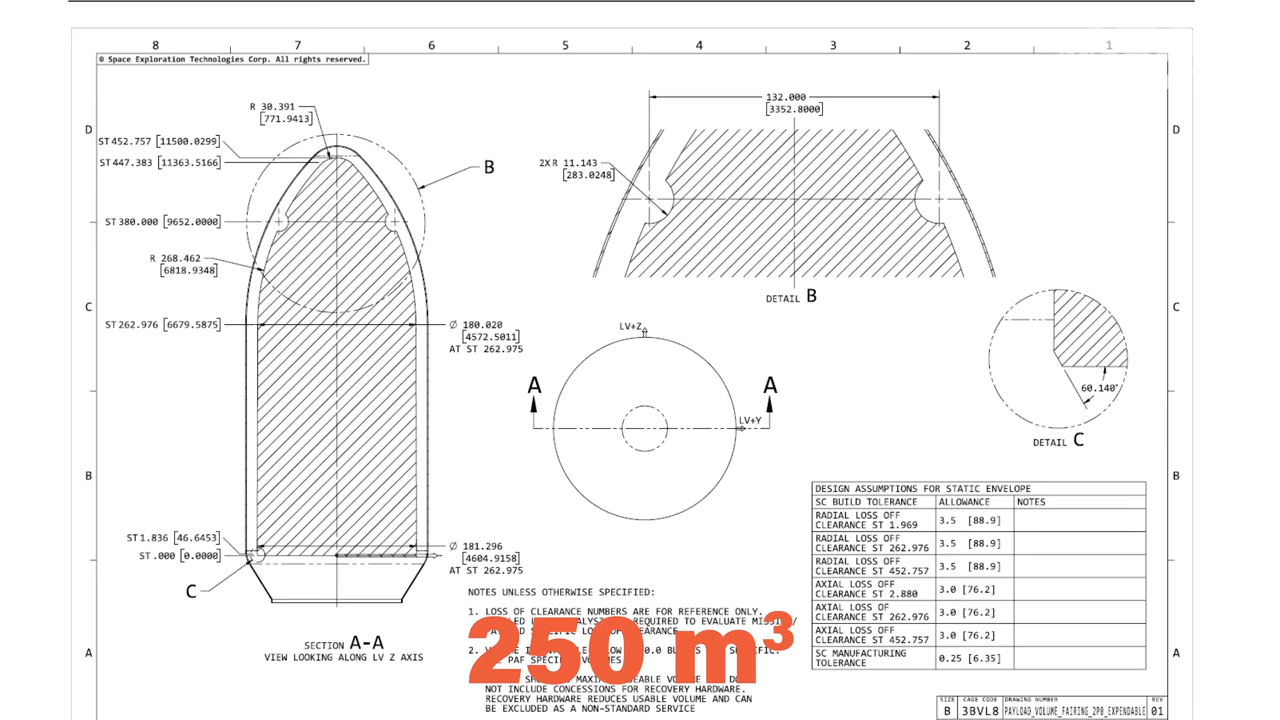 8 7 6 5 4 3 2 1
© Space Exploration Technologies Corp. All rights reserved.
D
C
B
A
D
C
B
A
R 30.391
[771.9413]
ST 452.757 [11500.0299]
ST 447.383 [11363.5166]
B
ST 380.000 [9652.0000]
R 268.462
[6818.9348]
ST 262.976 [6679.5875]
Ø 180.020
[4572.5011]
AT ST 262.975
ST 1.836 [46.6453]
ST .000 [0.0000]
Ø 181.296
[4604.9158]
AT ST 262.975
C
SECTION A-A
VIEW LOOKING ALONG LV Z AXIS
132.000
[3352.8000]
2X R 11.143
[283.0248]
DETAIL B
LV+Z
A A
LV+Y
60.140°
DETAIL C
DESIGN ASSUMPTIONS FOR STATIC ENVELOPE
SC BUILD TOLERANCE ALLOWANCE NOTES
RADIAL LOSS OFF
CLEARANCE ST 1.969 3.5 [88.9]
RADIAL LOSS OFF
CLEARANCE ST 262.976 3.5 [88.9]
RADIAL LOSS OFF
CLEARANCE ST 452.757 3.5 [88.9]
AXIAL LOSS OFF
CLEARANCE ST 2.880 3.0 [76.2]
AXIAL LOSS OF
CLEARANCE ST 262.976 3.0 [76.2]
AXIAL LOSS OFF
CLEARANCE ST 452.757 3.0 [76.2]
SC MANUFACTURING
TOLERANCE 0.25 [6.35]
NOTES UNLESS OTHERWISE SPECIFIED:
1. LOSS OF CLEARANCE NUMBERS ARE FOR REFERENCE ONLY.
REQUIRED TO EVALUATE
CLEARANCE
2.
PAF
250 m³
NOT INCLUDE CONCESSIONS FOR RECOVERY HARDWARE.
RECOVERY HARDWARE REDUCES USABLE VOLUME AND CAN
BE EXCLUDED AS A NON-STANDARD SERVICE
SIZE CAGE CODE DRAWING NUMBER REV
B 3BVL8 PAYLOAD_VOLUME_FAIRING_2P0_EXPENDABLE 01